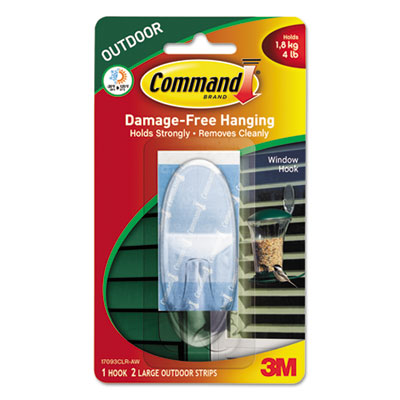 OUTDOOR
Holds
1,8 kg
4 lb
Command
BRAND
Damage-Free Hanging
Holds Strongly • Removes Cleanly
Window
Hook
17093CLR-AW
3M
1 HOOK 2 LARGE OUTDOOR STRIPS